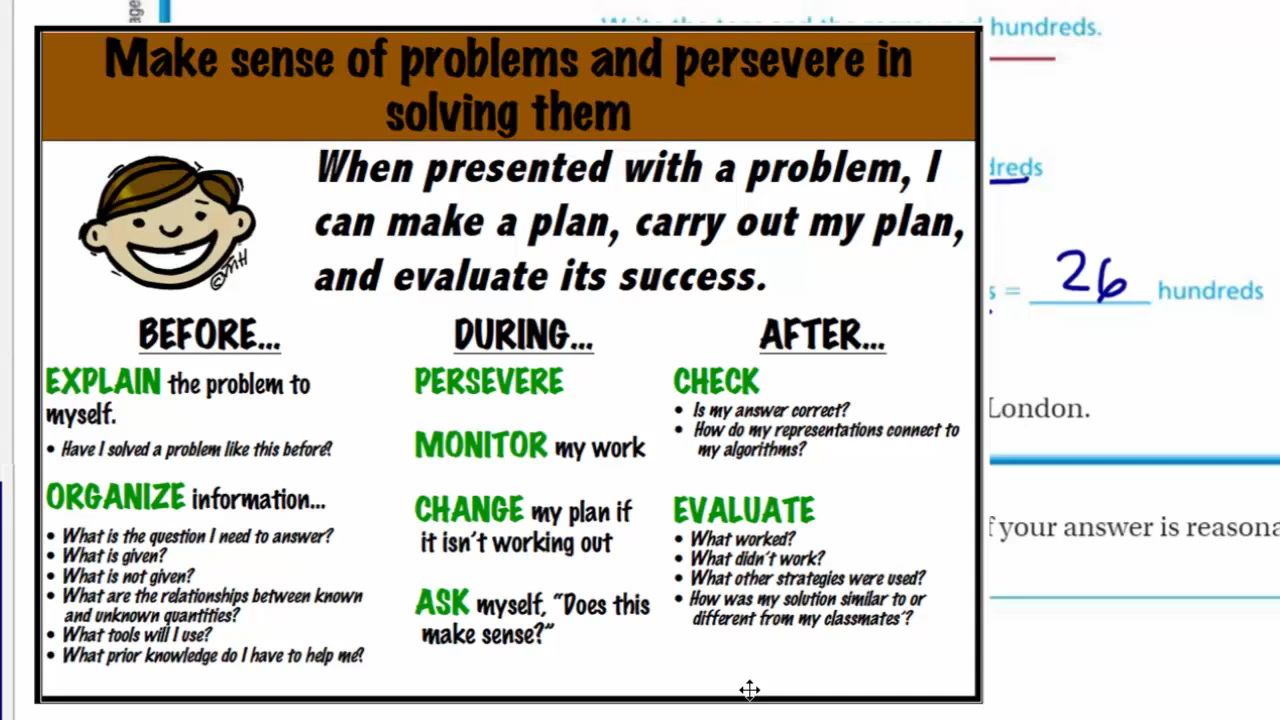 hundreds.
Make sense of problems and persevere in
solving them
When presented with a problem, I
can make a plan, carry out my plan,
and evaluate its success.
©MH
BEFORE...
EXPLAIN the problem to
myself.
• Have I solved a problem like this before?
ORGANIZE information...
• What is the question I need to answer?
• What is given?
• What is not given?
• What are the relationships between known
and unknown quantities?
• What tools will I use?
• What prior knowledge do I have to help me?
DURING...
PERSEVERE
MONITOR my work
CHANGE my plan if
it isn't working out
ASK myself, "Does this
make sense?"
AFTER...
CHECK
• Is my answer correct?
• How do my representations connect to
my algorithms?
EVALUATE
• What worked?
• What didn't work?
• What other strategies were used?
• How was my solution similar to or
different from my classmates'?
dreds
s = 26 hundreds
London.
f your answer is reasona